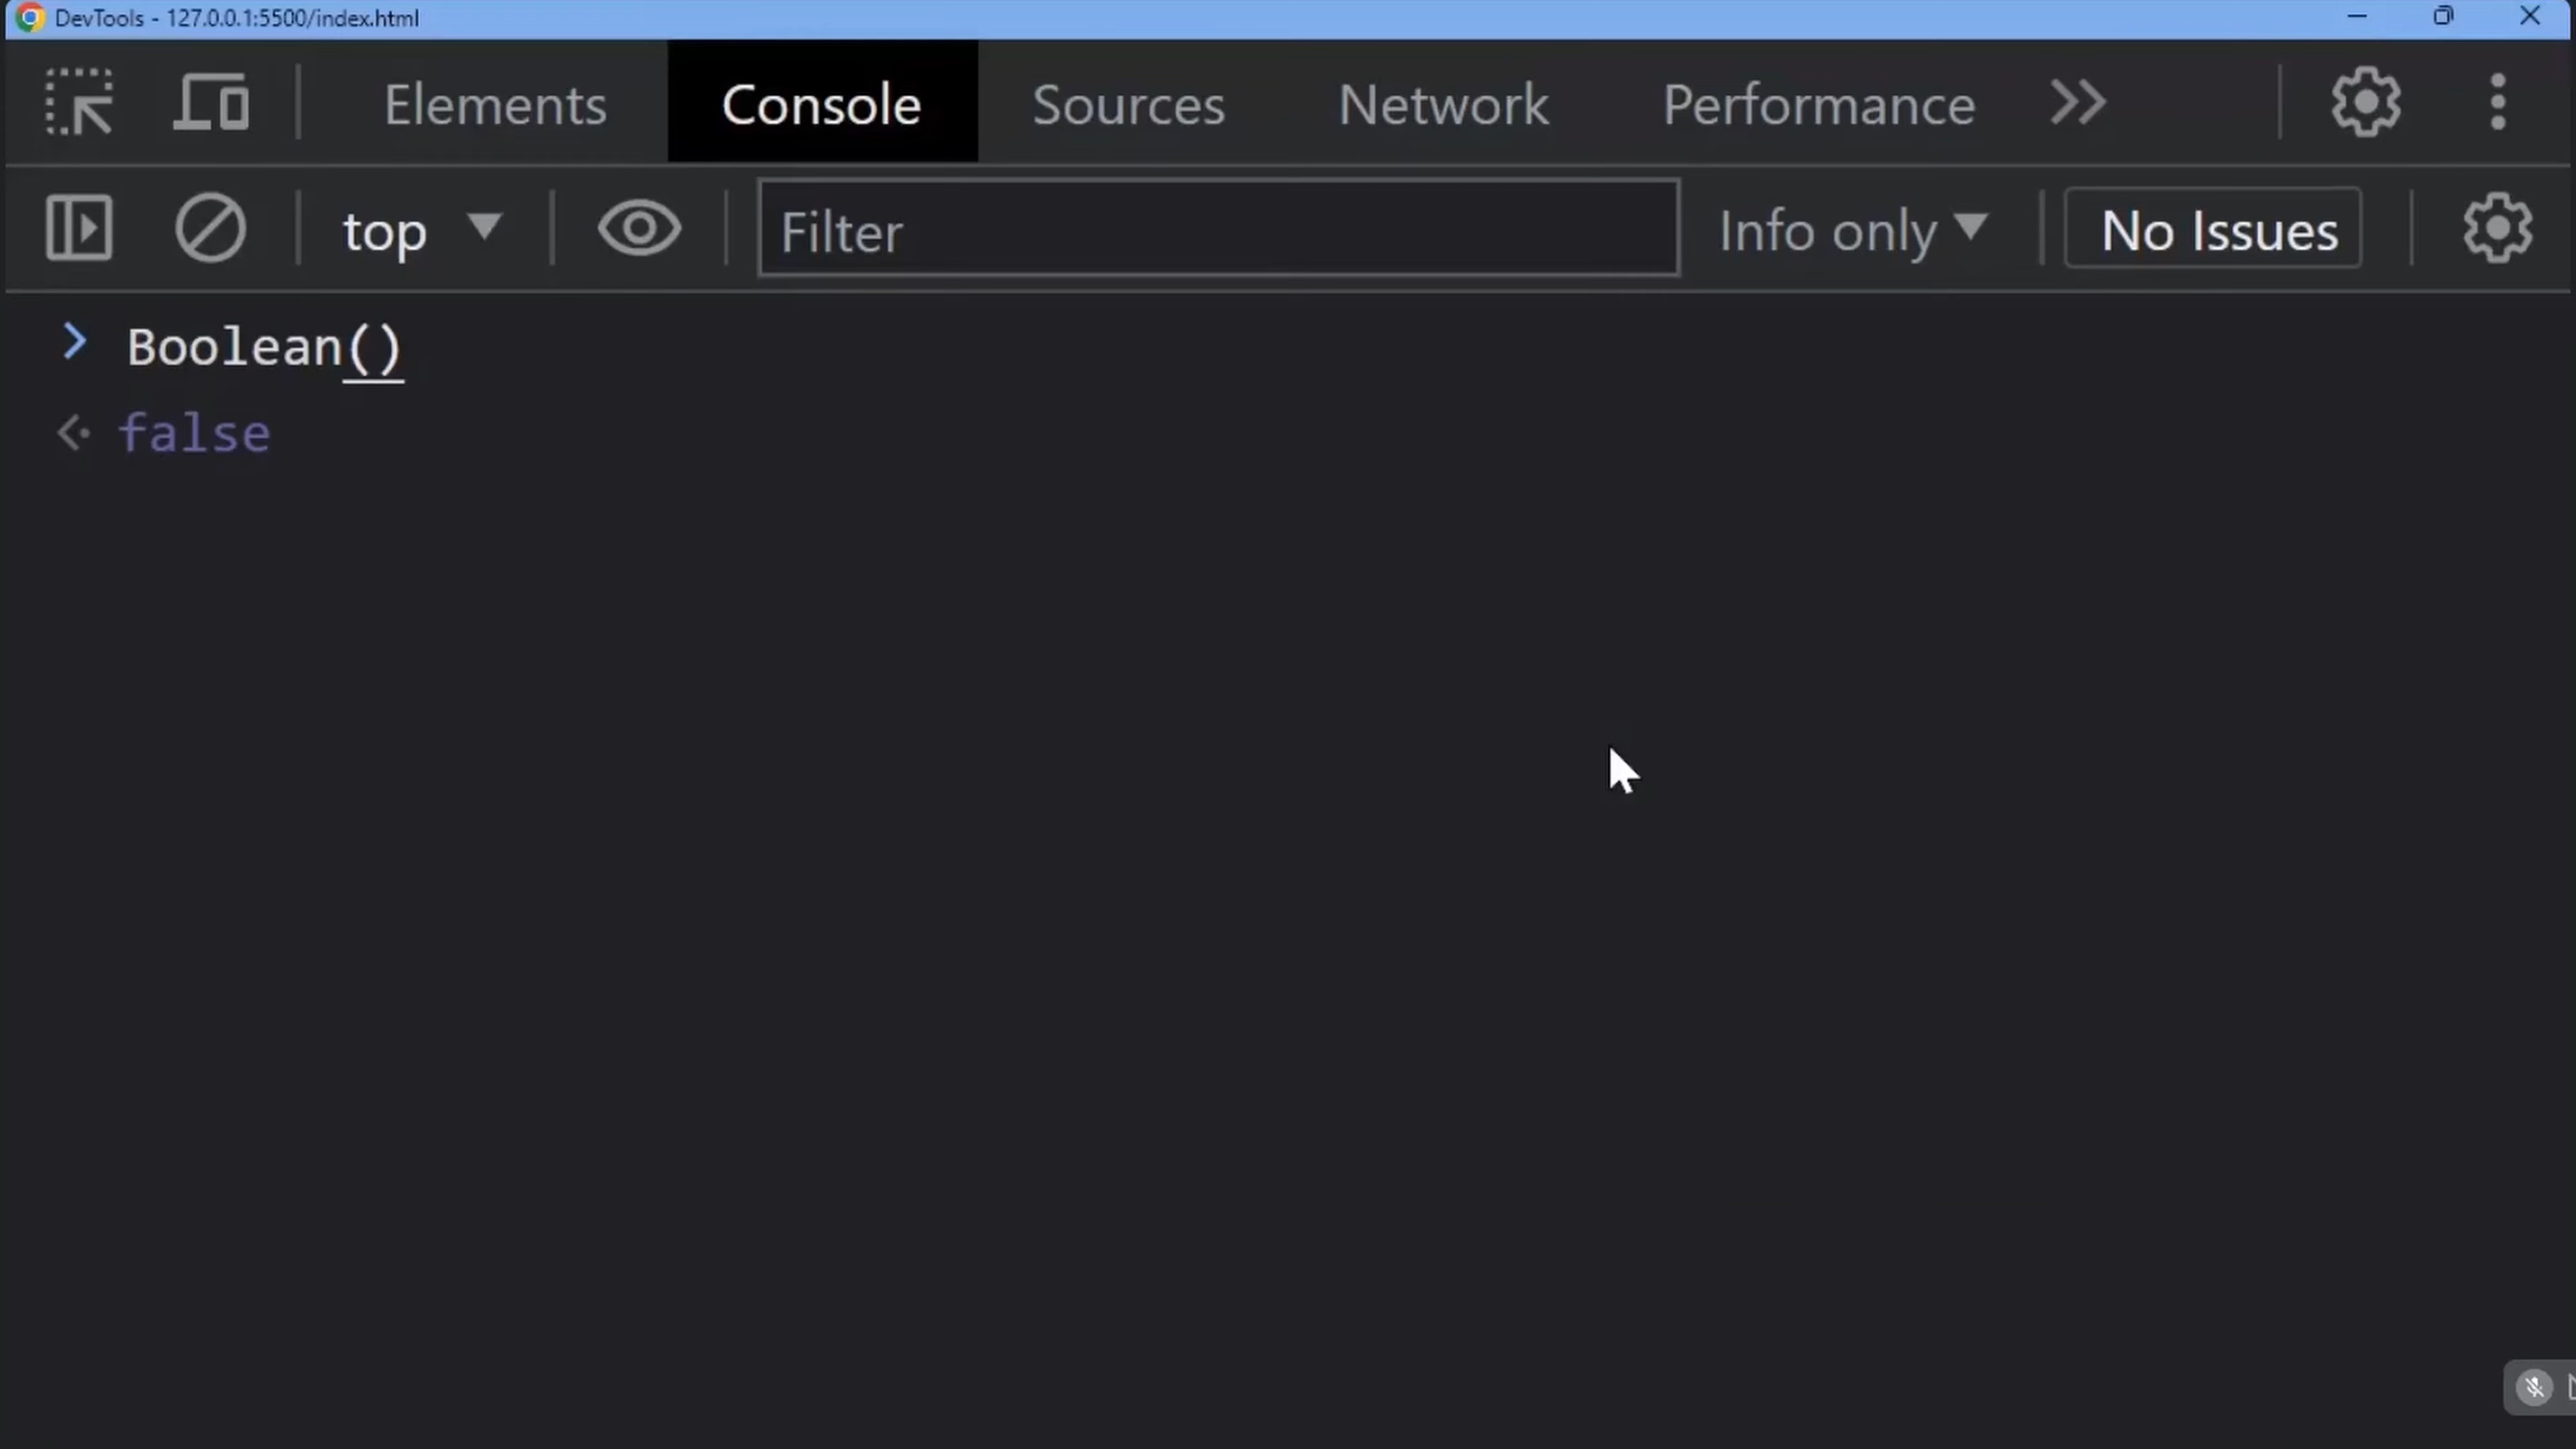 DevTools - 127.0.0.1:5500/index.html
Elements Console Sources Network Performance
top Filter Info only No Issues
> Boolean()
false